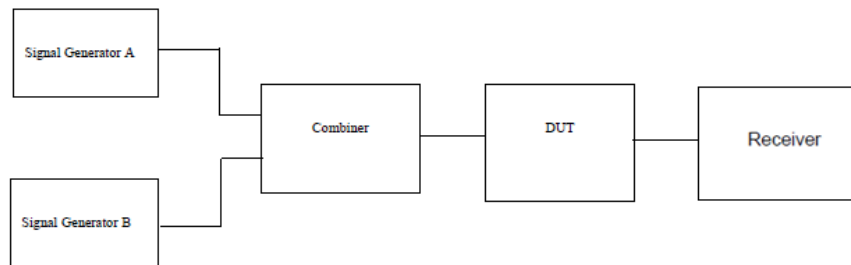 Signal Generator A
Combiner
DUT
Receiver
Signal Generator B